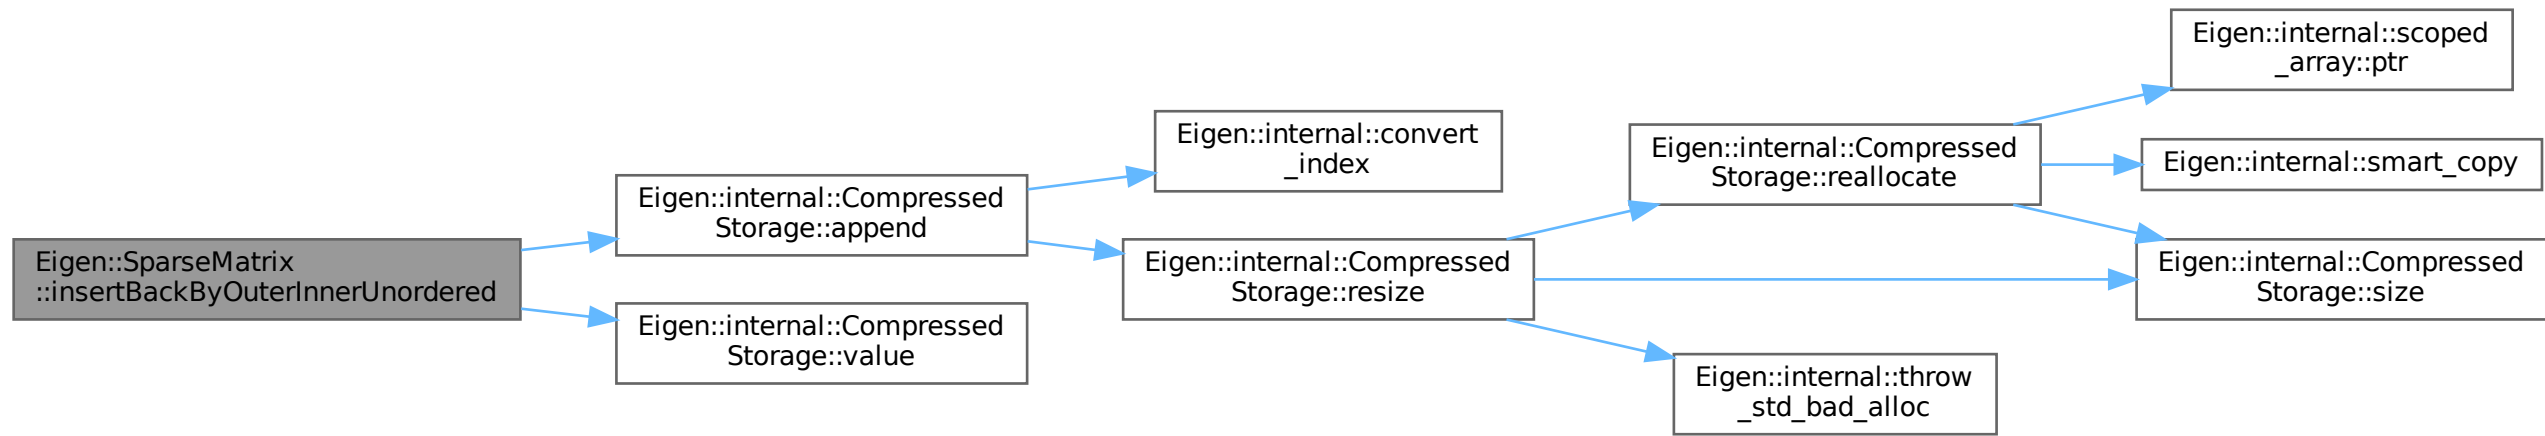 Eigen::SparseMatrix
::insertBackByOuterInnerUnordered
Eigen::internal::Compressed
Storage::append
Eigen::internal::Compressed
Storage::value
Eigen::internal::convert
_index
Eigen::internal::Compressed
Storage::resize
Eigen::internal::Compressed
Storage::reallocate
Eigen::internal::throw
_std_bad_alloc
Eigen::internal::scoped
_array::ptr
Eigen::internal::smart_copy
Eigen::internal::Compressed
Storage::size